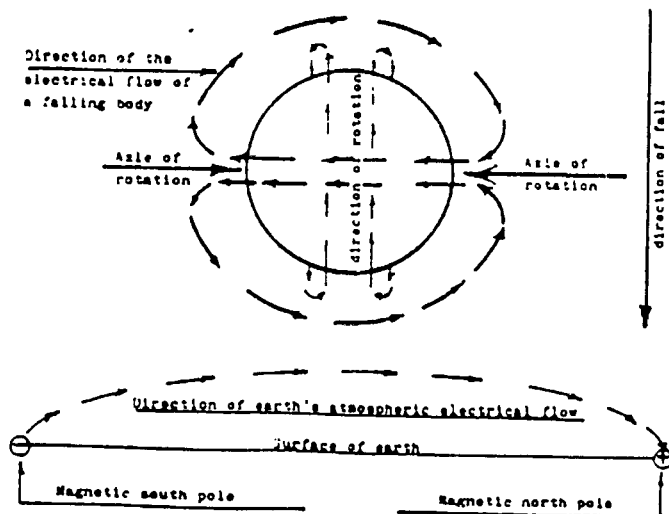 Direction of the
electrical flow of
a falling body
Axle of
rotation
direction of rotation
Axle of
rotation
direction of fall
Direction of earth's atmospheric electrical flow
Surface of earth
Magnetic south pole
Magnetic north pole